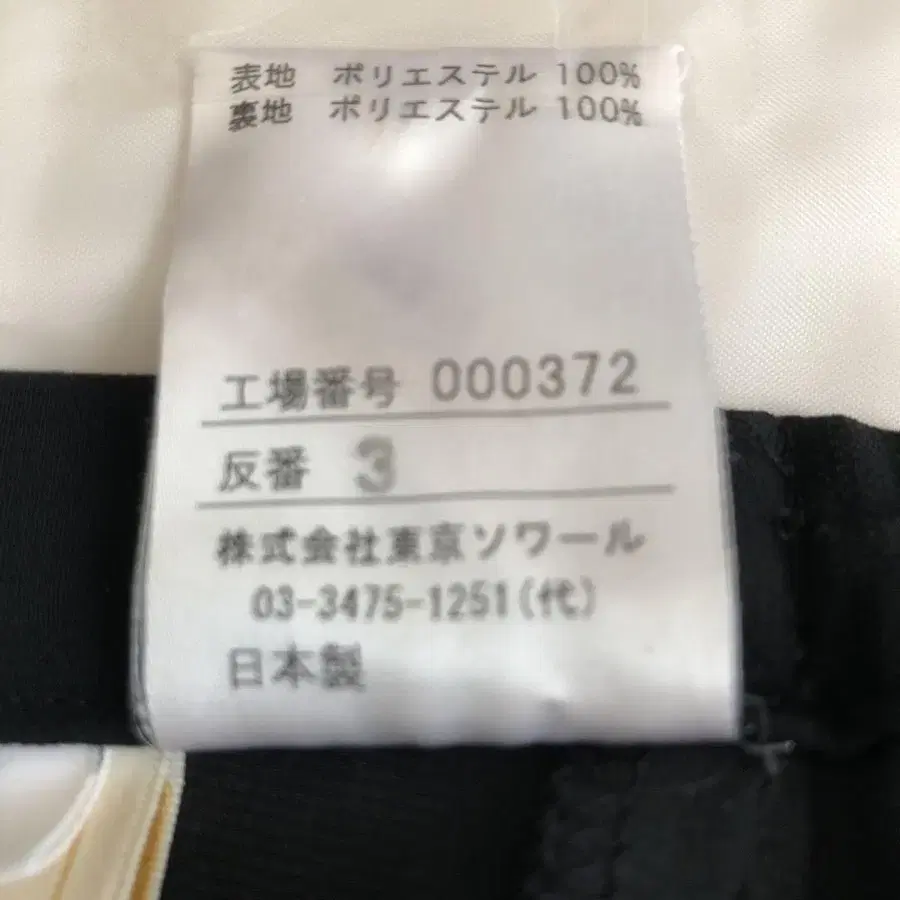 表地 ポリエステル 100%
裏地 ポリエステル 100%
工場番号 000372
反番 3
株式会社東京ソワール
03-3475-1251(代)
日本製